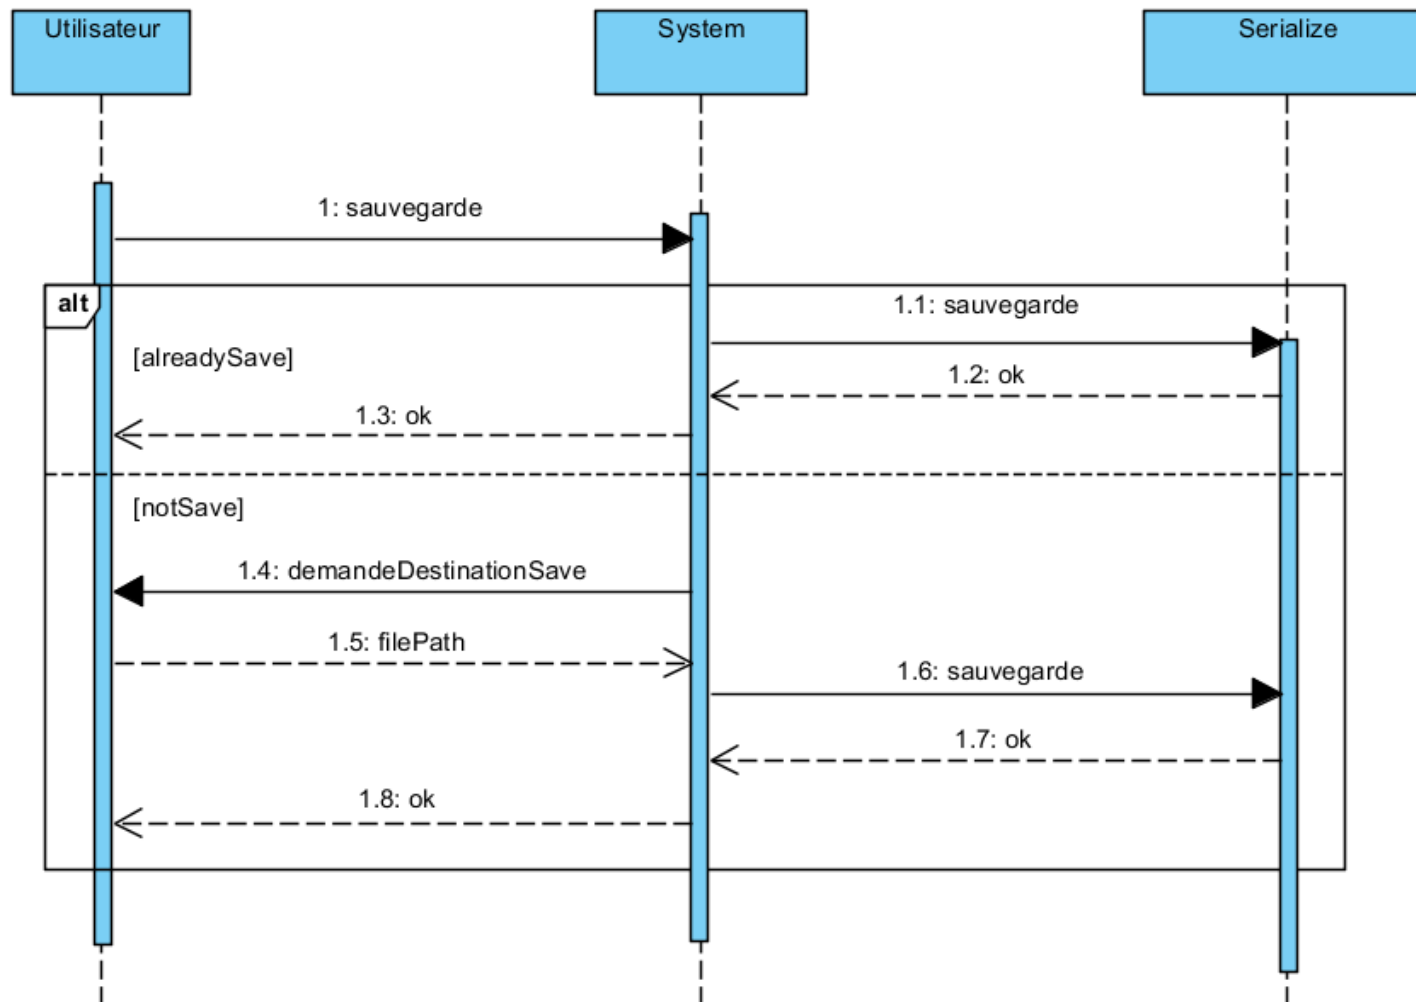 Utilisateur
System
Serialize
1: sauvegarde
alt
1.1: sauvegarde
[alreadySave]
1.2: ok
1.3: ok
[notSave]
1.4: demandeDestinationSave
1.5: filePath
1.6: sauvegarde
1.7: ok
1.8: ok